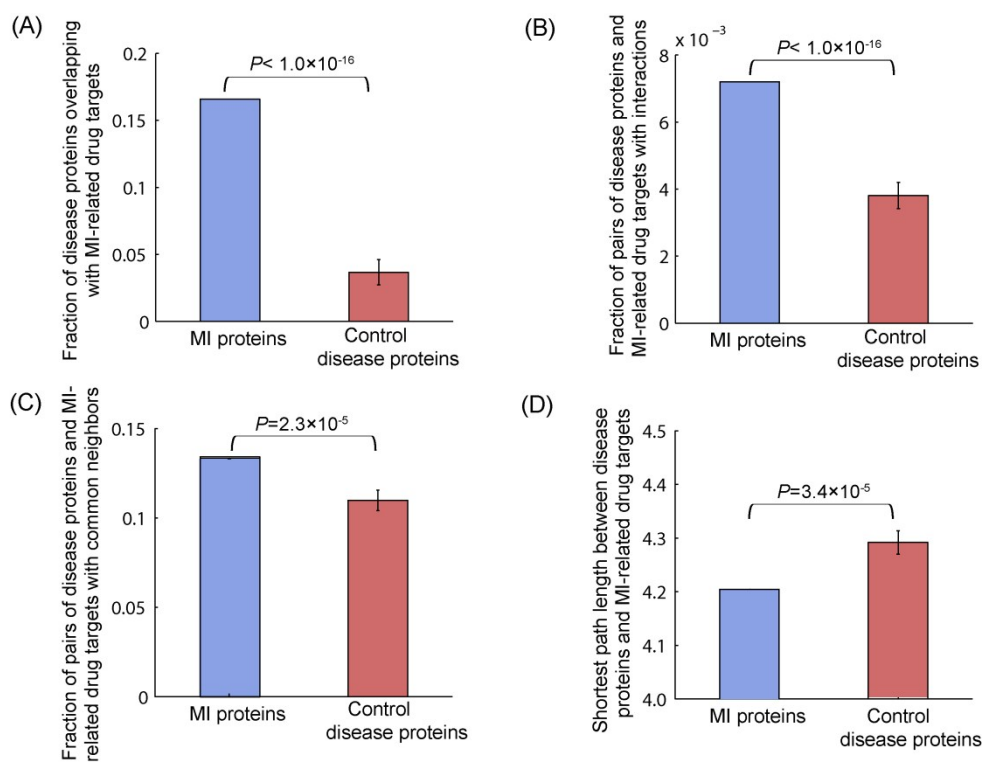 (A)
Fraction of disease proteins overlapping
with MI-related drug targets
0.2
0.15
0.1
0.05
0
P< 1.0×10⁻¹⁶
MI proteins
Control
disease proteins
(B)
Fraction of pairs of disease proteins and
MI-related drug targets with interactions
x 10⁻³
8
6
4
2
0
P< 1.0×10⁻¹⁶
MI proteins
Control
disease proteins
(C)
Fraction of pairs of disease proteins and MI-
related drug targets with common neighbors
0.15
0.1
0.05
0
P=2.3×10⁻⁵
MI proteins
Control
disease proteins
(D)
Shortest path length between disease
proteins and MI-related drug targets
4.5
4.4
4.3
4.2
4.1
4.0
P=3.4×10⁻⁵
MI proteins
Control
disease proteins